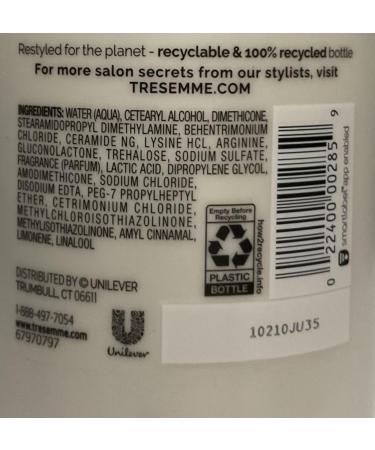 Restyled for the planet - recyclable & 100% recycled bottle
For more salon secrets from our stylists, visit
TRESEMME.COM
INGREDIENTS: WATER (AQUA), CETEARYL ALCOHOL, DIMETHICONE,
STEARAMIDOPROPYL DIMETHYLAMINE, BEHENTRIMONIUM
CHLORIDE, CERAMIDE NG, LYSINE HCL, ARGININE,
GLUCONOLACTONE, TREHALOSE, SODIUM SULFATE,
FRAGRANCE (PARFUM), LACTIC ACID, DIPROPYLENE GLYCOL,
AMODIMETHICONE, SODIUM CHLORIDE,
DISODIUM EDTA, PEG-7 PROPYLHEPTYL
ETHER, CETRIMONIUM CHLORIDE,
METHYLCHLOROISOTHIAZOLINONE,
METHYLISOTHIAZOLINONE, AMYL CINNAMAL,
LIMONENE, LINALOOL
Empty Before
Recycling
PLASTIC
BOTTLE
how2recycle.info
0 22400 00285 9
smartlabel app enabled
DISTRIBUTED BY © UNILEVER
TRUMBULL, CT 06611
1-888-497-7054
www.tresemme.com
67970797
Unilever
10210JU35